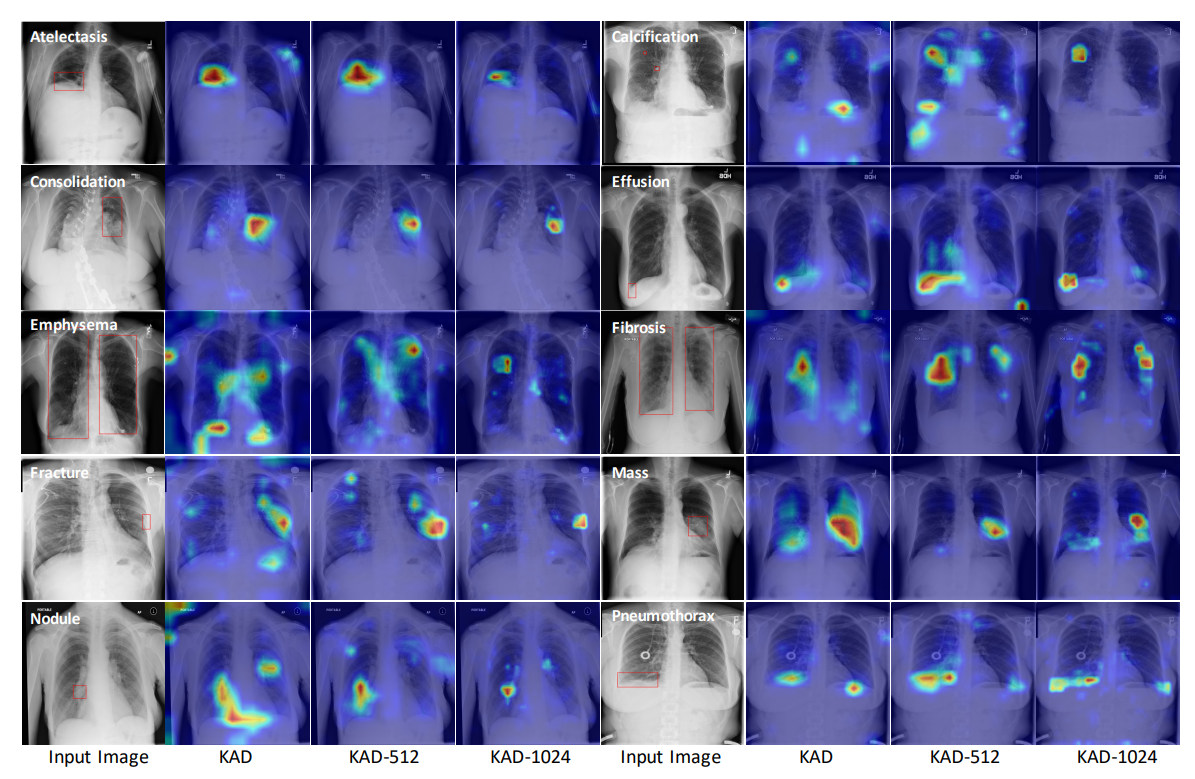 Atelectasis
Calcification
Consolidation
Effusion
Emphysema
Fibrosis
Fracture
Mass
Nodule
Pneumothorax
Input Image KAD KAD-512 KAD-1024 Input Image KAD KAD-512 KAD-1024